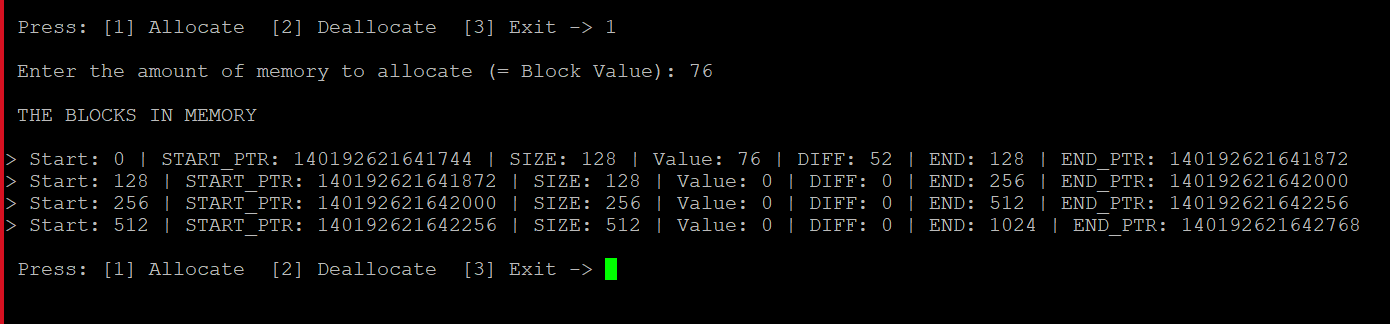 Press: [1] Allocate  [2] Deallocate  [3] Exit -> 1
Enter the amount of memory to allocate (= Block Value): 76
THE BLOCKS IN MEMORY
> Start: 0 | START_PTR: 140192621641744 | SIZE: 128 | Value: 76 | DIFF: 52 | END: 128 | END_PTR: 140192621641872
> Start: 128 | START_PTR: 140192621641872 | SIZE: 128 | Value: 0 | DIFF: 0 | END: 256 | END_PTR: 140192621642000
> Start: 256 | START_PTR: 140192621642000 | SIZE: 256 | Value: 0 | DIFF: 0 | END: 512 | END_PTR: 140192621642256
> Start: 512 | START_PTR: 140192621642256 | SIZE: 512 | Value: 0 | DIFF: 0 | END: 1024 | END_PTR: 140192621642768
Press: [1] Allocate  [2] Deallocate  [3] Exit ->